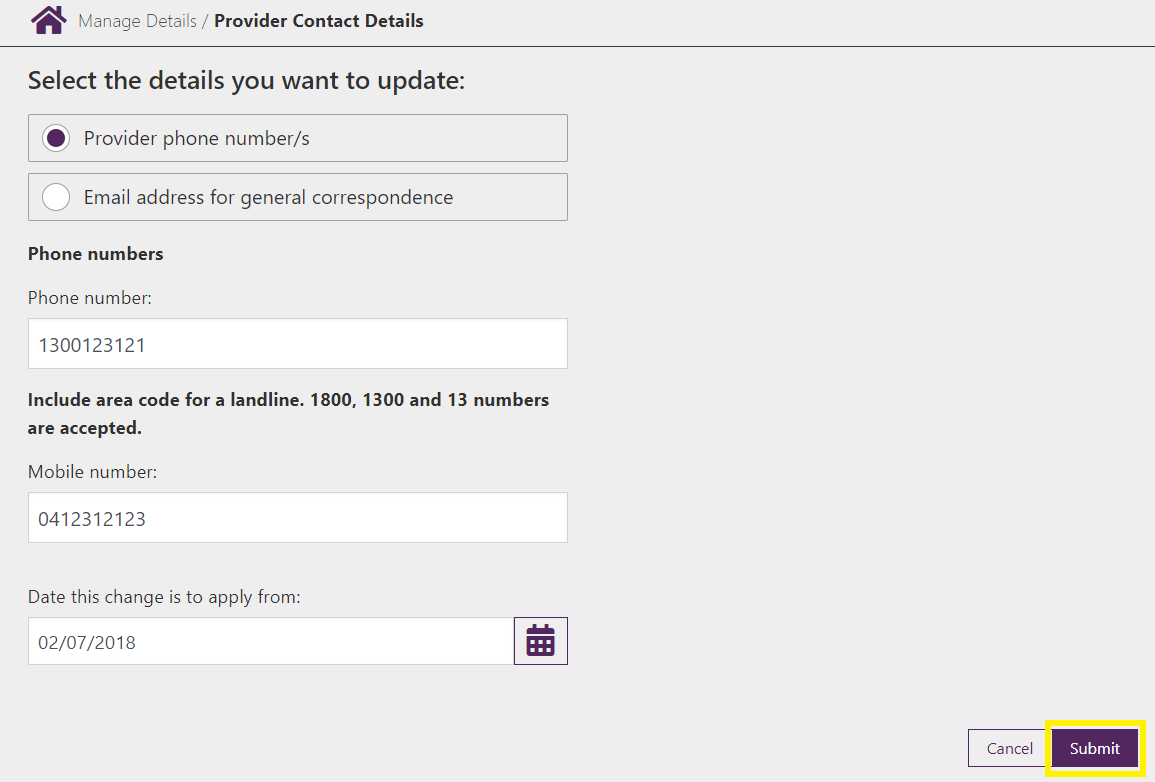 Manage Details / Provider Contact Details
Select the details you want to update:
Provider phone number/s
Email address for general correspondence
Phone numbers
Phone number:
1300123121
Include area code for a landline. 1800, 1300 and 13 numbers
are accepted.
Mobile number:
0412312123
Date this change is to apply from:
02/07/2018
Cancel Submit